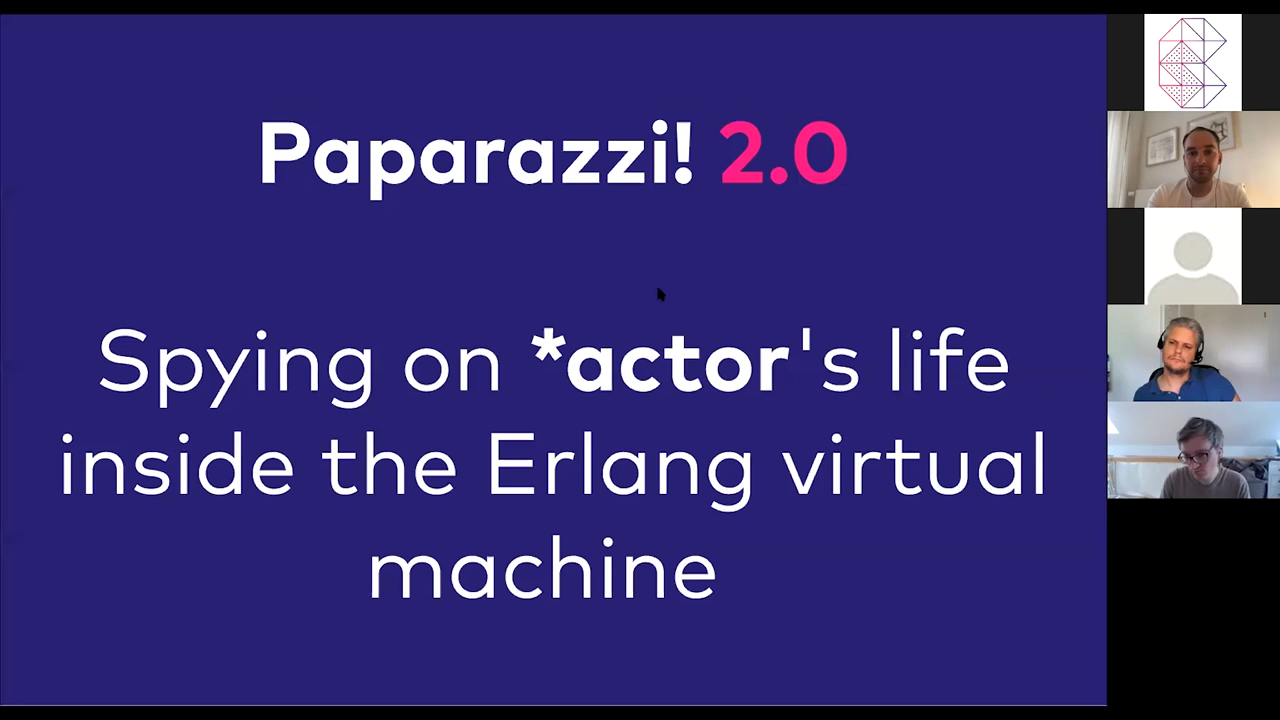 Paparazzi! 2.0
Spying on *actor's life
inside the Erlang virtual
machine